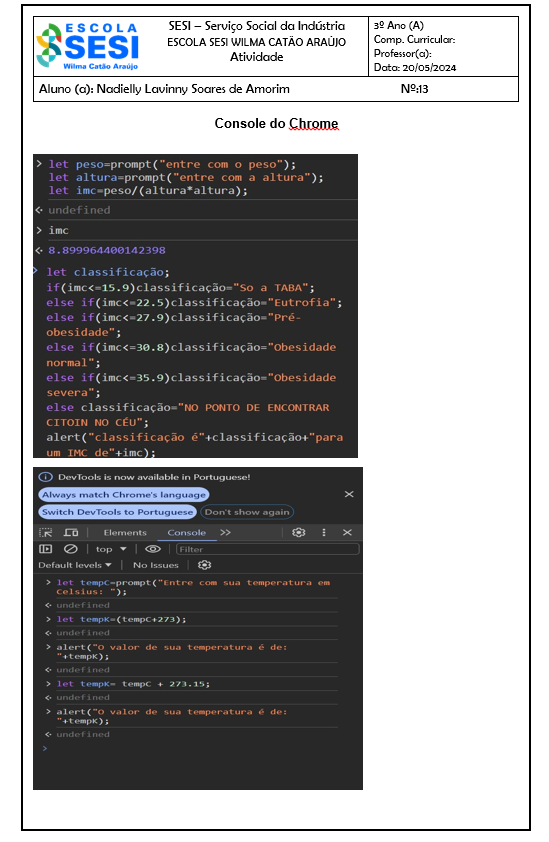 ESCOLA
SESI
Wilma Catão Araújo
SESI – Serviço Social da Indústria
ESCOLA SESI WILMA CATÃO ARAÚJO
Atividade
3º Ano (A)
Comp. Curricular:
Professor(a):
Data: 20/05/2024
Aluno (a): Nadielly Lavinny Soares de Amorim Nº:13
Console do Chrome
> let peso=prompt("entre com o peso");
let altura=prompt("entre com a altura");
let imc=peso/(altura*altura);
<· undefined
> imc
<· 8.899964400142398
> let classificação;
if(imc<=15.9)classificação="So a TABA";
else if(imc<=22.5)classificação="Eutrofia";
else if(imc<=27.9)classificação="Pré-
obesidade";
else if(imc<=30.8)classificação="Obesidade
normal";
else if(imc<=35.9)classificação="Obesidade
severa";
else classificação="NO PONTO DE ENCONTRAR
CITOIN NO CÉU";
alert("classificação é"+classificação+"para
um IMC de"+imc);
DevTools is now available in Portuguese!
Always match Chrome's language
Switch DevTools to Portuguese Don't show again
Elements Console >>
top Filter
Default levels No Issues
> let tempC=prompt("Entre com sua temperatura em
Celsius: ");
<· undefined
> let tempK=(tempC+273);
<· undefined
> alert("O valor de sua temperatura é de:
"+tempK);
<· undefined
> let tempK= tempC + 273.15;
<· undefined
> alert("O valor de sua temperatura é de:
"+tempK);
<· undefined
>